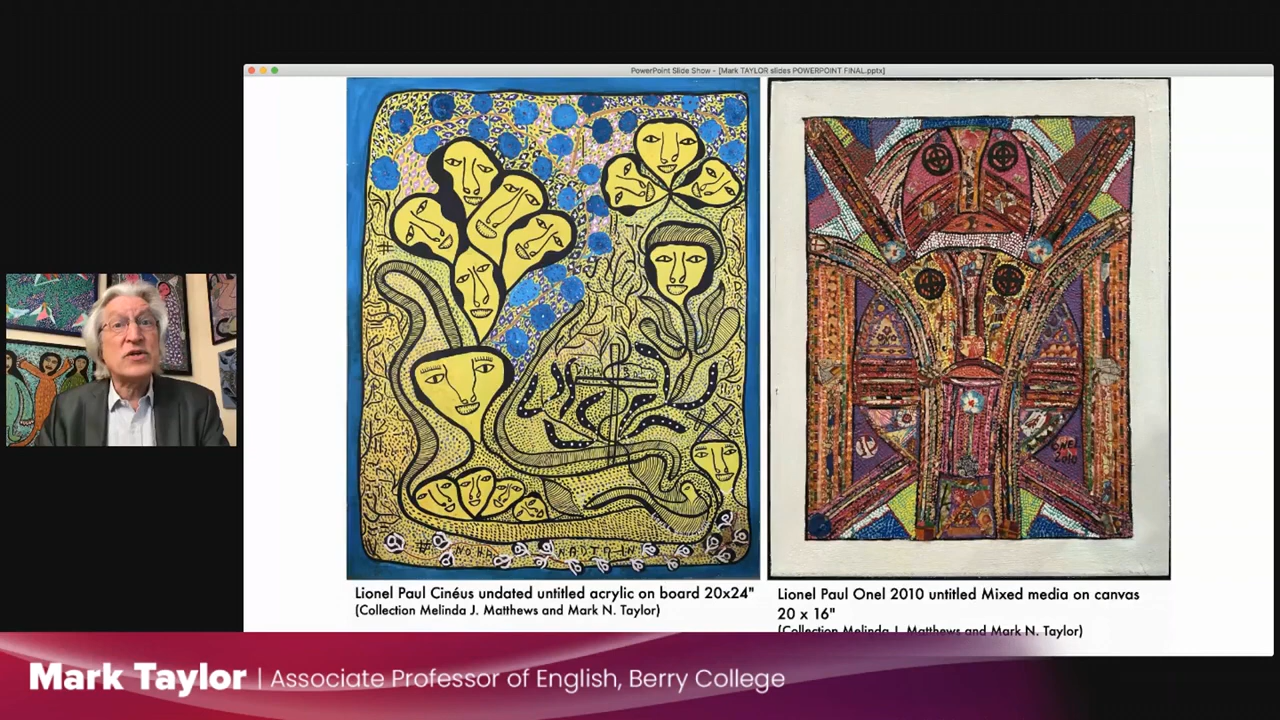 PowerPoint Slide Show - [Mark TAYLOR slides POWERPOINT FINAL.pptx]
ONEL
2010
Lionel Paul Cinéus undated untitled acrylic on board 20x24"
(Collection Melinda J. Matthews and Mark N. Taylor)
Lionel Paul Onel 2010 untitled Mixed media on canvas
20 x 16"
(Collection Melinda J. Matthews and Mark N. Taylor)
Mark Taylor | Associate Professor of English, Berry College